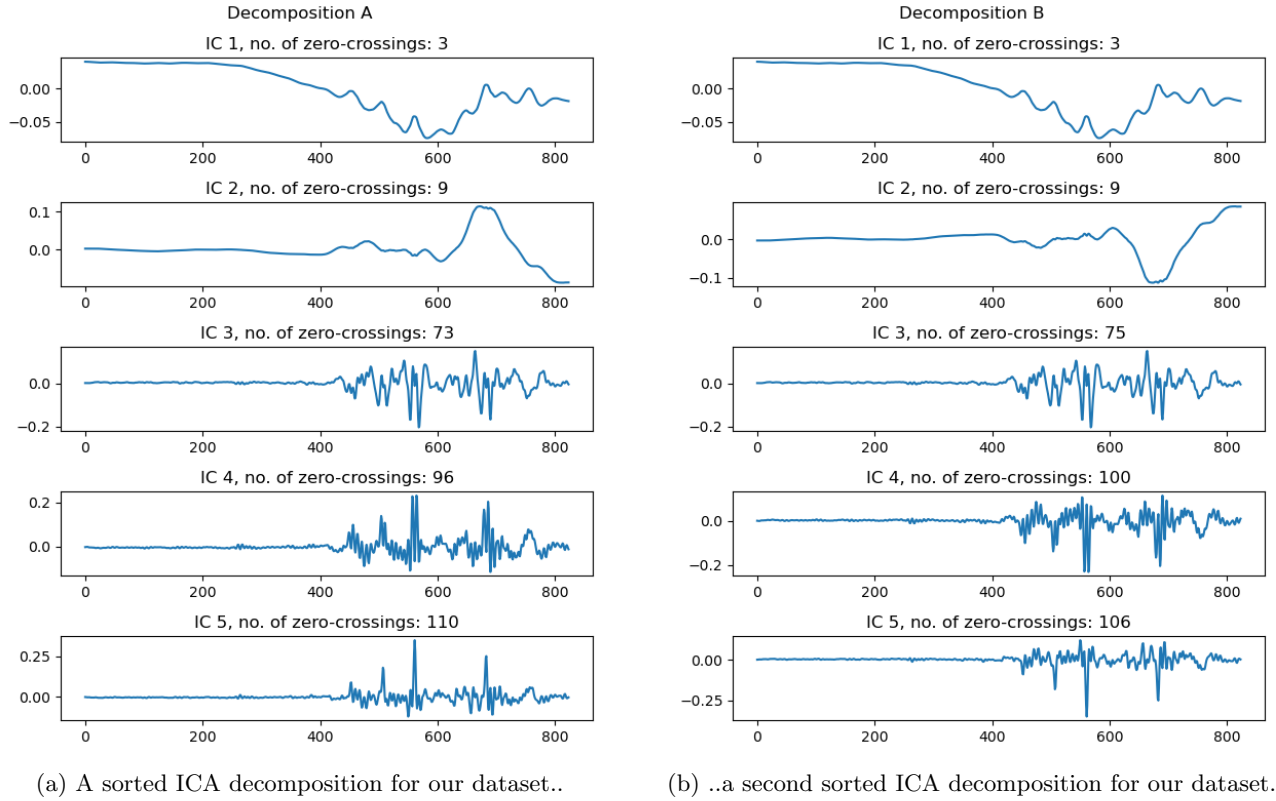 Decomposition A
IC 1, no. of zero-crossings: 3
0.00
−0.05
0 200 400 600 800
IC 2, no. of zero-crossings: 9
0.1
0.0
0 200 400 600 800
IC 3, no. of zero-crossings: 73
0.0
−0.2
0 200 400 600 800
IC 4, no. of zero-crossings: 96
0.2
0.0
0 200 400 600 800
IC 5, no. of zero-crossings: 110
0.25
0.00
0 200 400 600 800
(a) A sorted ICA decomposition for our dataset..
Decomposition B
IC 1, no. of zero-crossings: 3
0.00
−0.05
0 200 400 600 800
IC 2, no. of zero-crossings: 9
0.0
−0.1
0 200 400 600 800
IC 3, no. of zero-crossings: 75
0.0
−0.2
0 200 400 600 800
IC 4, no. of zero-crossings: 100
0.0
−0.2
0 200 400 600 800
IC 5, no. of zero-crossings: 106
0.00
−0.25
0 200 400 600 800
(b) ..a second sorted ICA decomposition for our dataset.